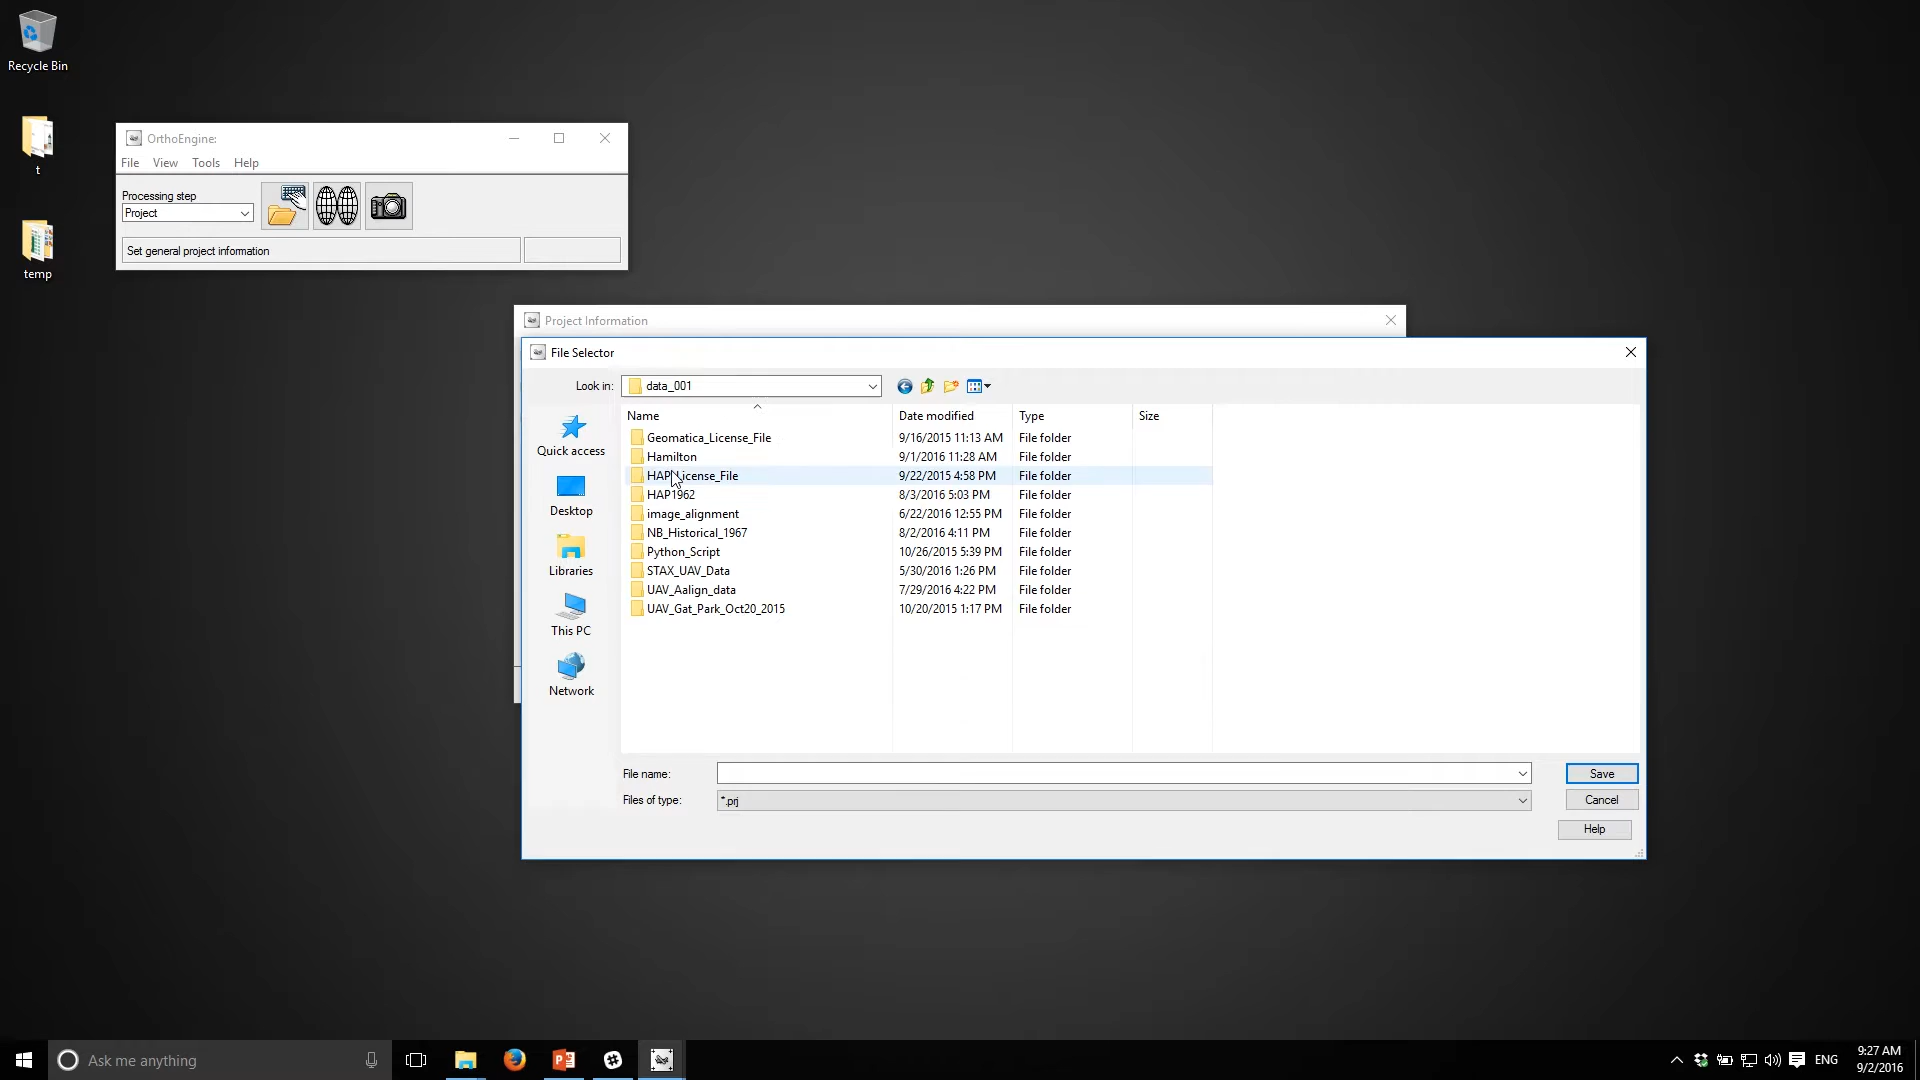 Recycle Bin
t
temp
OrthoEngine:
File View Tools Help
Processing step
Project
Set general project information
Project Information
File Selector
Look in: data_001
Name Date modified Type Size
Geomatica_License_File 9/16/2015 11:13 AM File folder
Hamilton 9/1/2016 11:28 AM File folder
HAP_License_File 9/22/2015 4:58 PM File folder
HAP1962 8/3/2016 5:03 PM File folder
image_alignment 6/22/2016 12:55 PM File folder
NB_Historical_1967 8/2/2016 4:11 PM File folder
Python_Script 10/26/2015 5:39 PM File folder
STAX_UAV_Data 5/30/2016 1:26 PM File folder
UAV_Aalign_data 7/29/2016 4:22 PM File folder
UAV_Gat_Park_Oct20_2015 10/20/2015 1:17 PM File folder
Quick access
Desktop
Libraries
This PC
Network
File name: Save
Files of type: *.prj Cancel
Help
Ask me anything
ENG
9:27 AM
9/2/2016